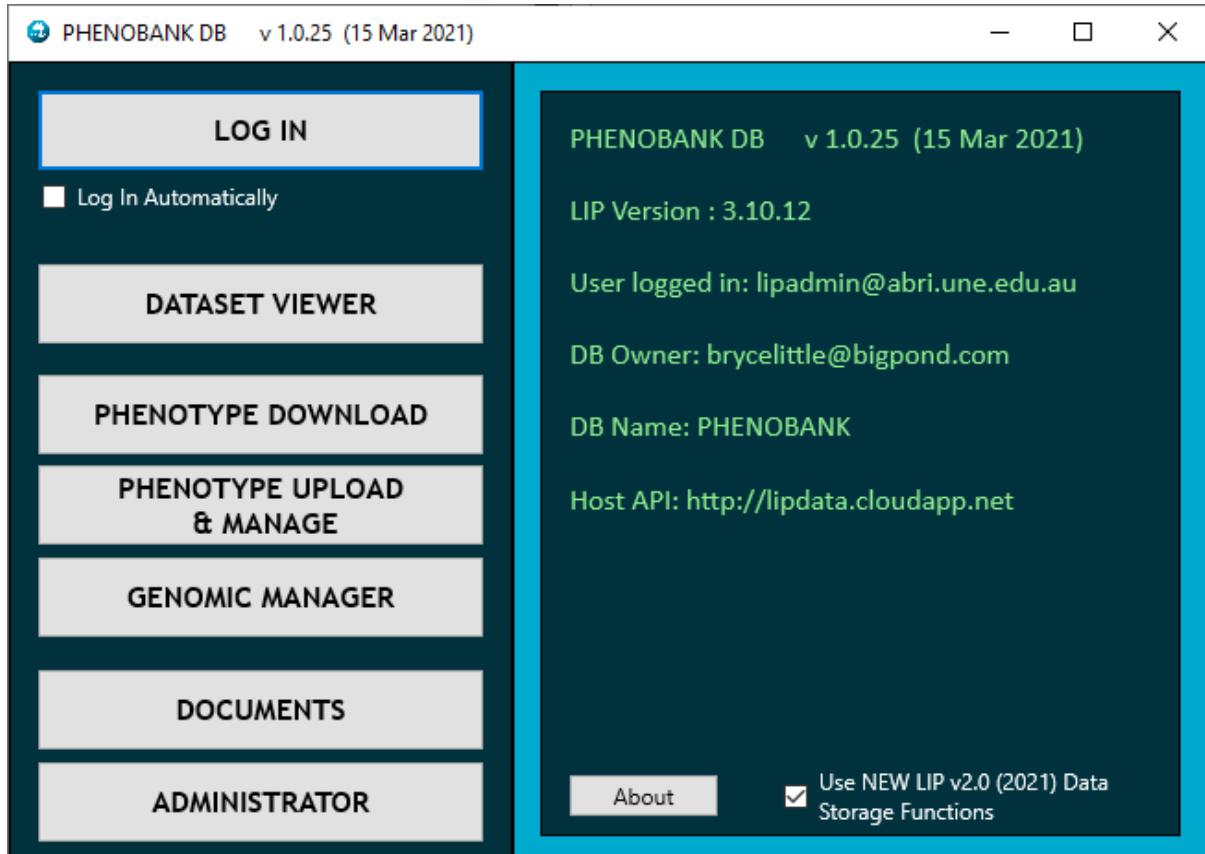 PHENOBANK DB v 1.0.25 (15 Mar 2021)
LOG IN
Log In Automatically
DATASET VIEWER
PHENOTYPE DOWNLOAD
PHENOTYPE UPLOAD
& MANAGE
GENOMIC MANAGER
DOCUMENTS
ADMINISTRATOR
PHENOBANK DB v 1.0.25 (15 Mar 2021)
LIP Version : 3.10.12
User logged in: lipadmin@abri.une.edu.au
DB Owner: brycelittle@bigpond.com
DB Name: PHENOBANK
Host API: http://lipdata.cloudapp.net
About
Use NEW LIP v2.0 (2021) Data
Storage Functions